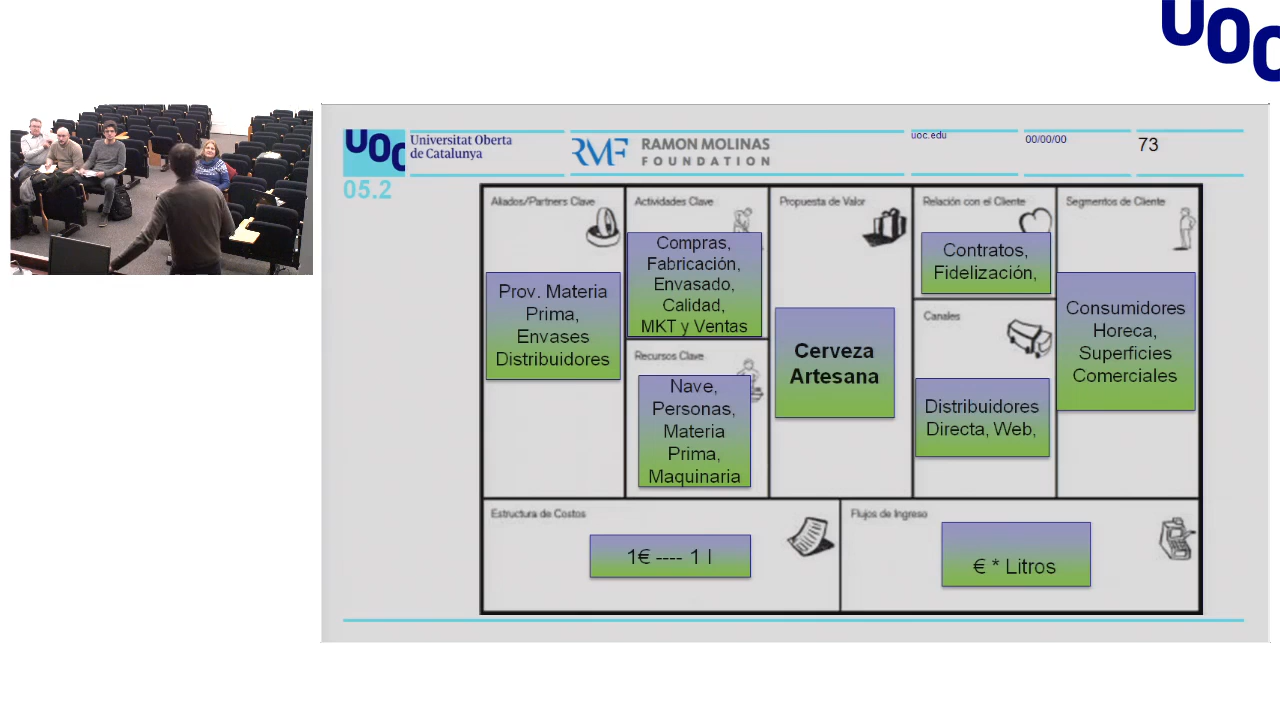 UOC
UOC
Universitat Oberta
de Catalunya
RMF
RAMON MOLINAS
FOUNDATION
uoc.edu
00/00/00
73
05.2
Aliados/Partners Clave
Prov. Materia
Prima,
Envases
Distribuidores
Actividades Clave
Compras,
Fabricación,
Envasado,
Calidad,
MKT y Ventas
Recursos Clave
Nave,
Personas,
Materia
Prima,
Maquinaria
Propuesta de Valor
Cerveza
Artesana
Relación con el Cliente
Contratos,
Fidelización,
Canales
Distribuidores
Directa, Web,
Segmentos de Cliente
Consumidores
Horeca,
Superficies
Comerciales
Estructura de Costos
1€ ---- 1 l
Flujos de Ingreso
€ * Litros